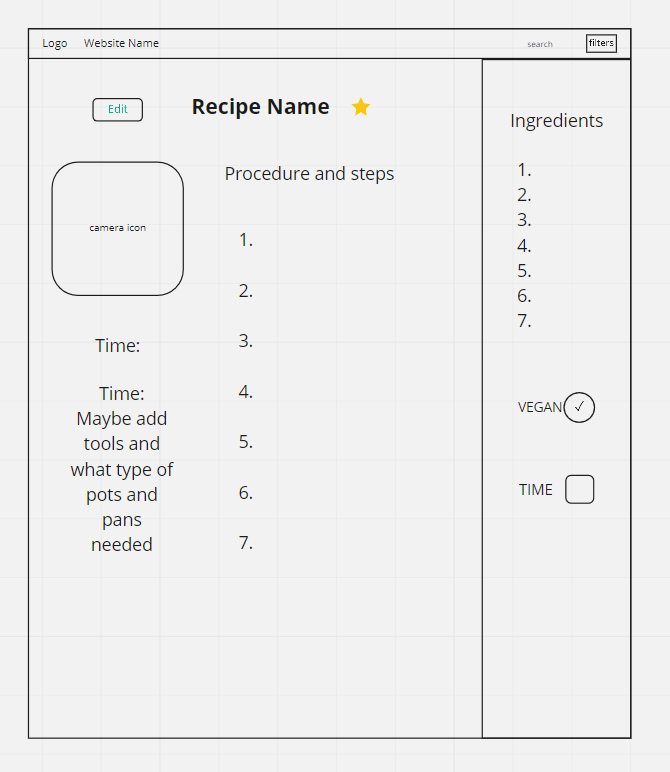 Logo Website Name search filters
Edit Recipe Name
Procedure and steps
camera icon
1.
2.
3.
4.
5.
6.
7.
Time:
Time:
Maybe add
tools and
what type of
pots and
pans
needed
Ingredients
1.
2.
3.
4.
5.
6.
7.
VEGAN ✓
TIME